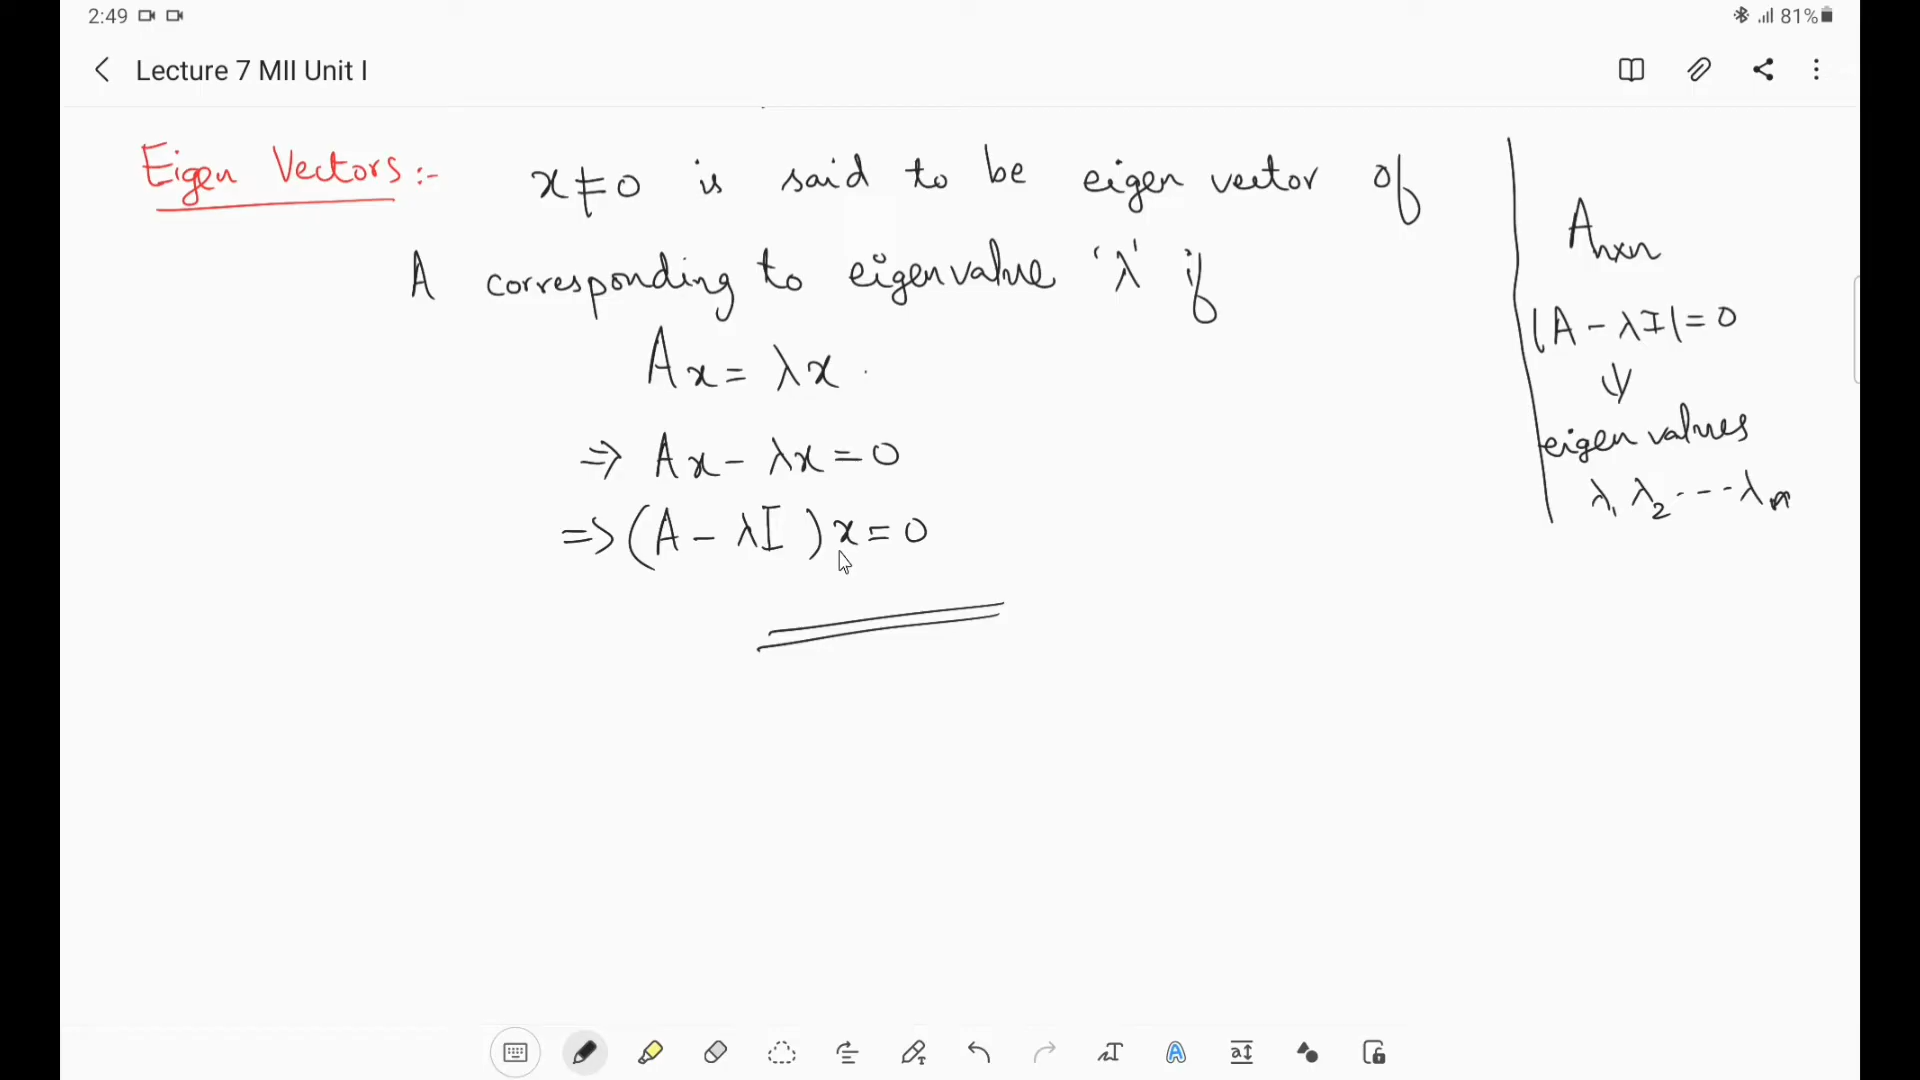 2:49
81%
Lecture 7 MII Unit I
Eigen Vectors :- x ≠ 0 is said to be eigen vector of
A corresponding to eigenvalue 'λ' if
Ax = λx .
⇒ Ax - λx = 0
=> (A - λI ) x = 0
Anxn
|A - λI| = 0
eigen values
λ1 λ2 - - - - λn